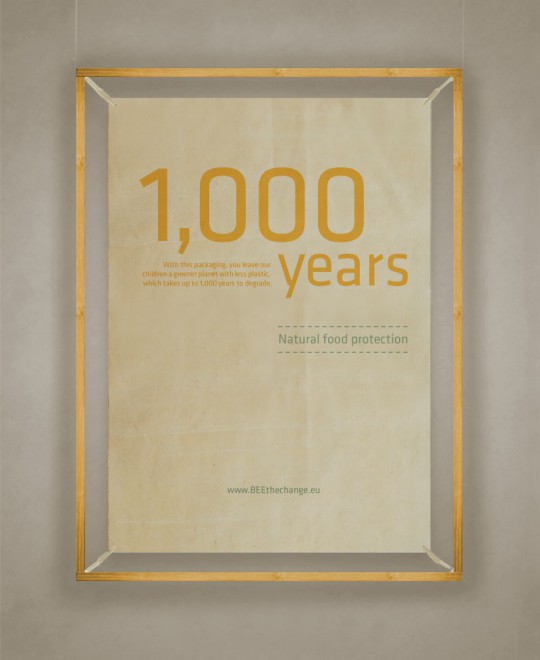 1,000
years
With this packaging, you leave our
children a greener planet with less plastic,
which takes up to 1,000 years to degrade.
Natural food protection
www.BEEthechange.eu